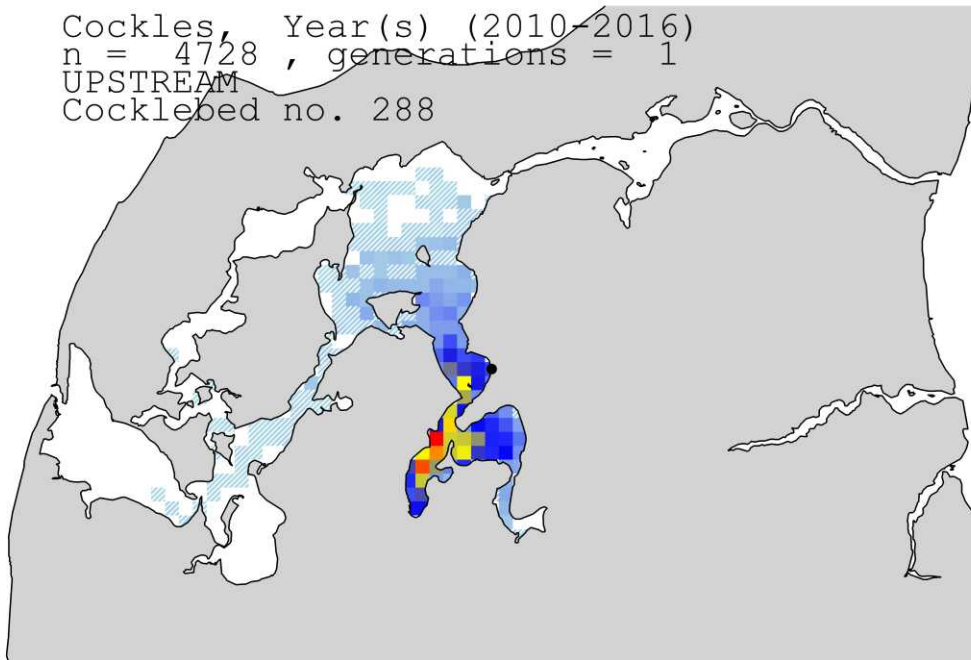 Cockles, Year(s) (2010-2016)
n = 4728 , generations = 1
UPSTREAM
Cocklebed no. 288